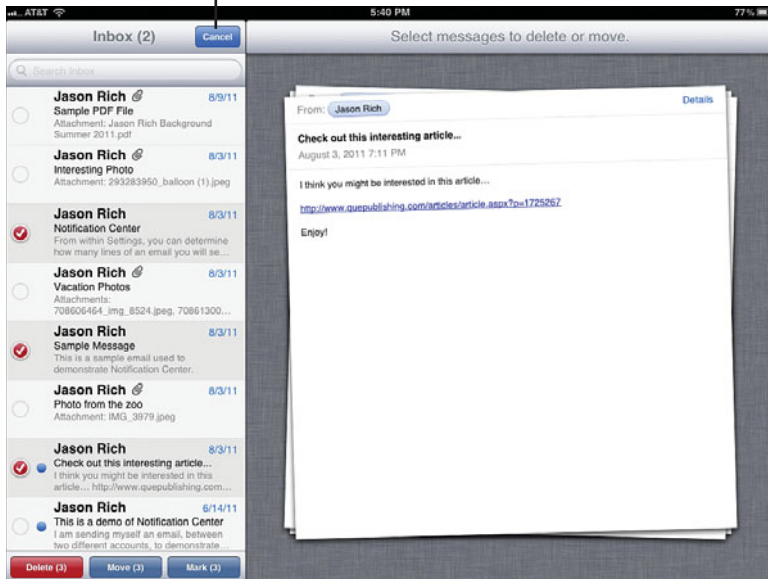 AT&T
5:40 PM
77%
Inbox (2)
Cancel
Select messages to delete or move.
Search Inbox
Jason Rich
8/9/11
Sample PDF File
Attachment: Jason Rich Background
Summer 2011.pdf
Jason Rich
8/3/11
Interesting Photo
Attachment: 293283950_balloon (1).jpeg
Jason Rich
8/3/11
Notification Center
From within Settings, you can determine
how many lines of an email you will se...
Jason Rich
8/3/11
Vacation Photos
Attachments:
708606464_img_8524.jpeg, 70861300...
Jason Rich
8/3/11
Sample Message
This is a sample email used to
demonstrate Notification Center.
Jason Rich
8/3/11
Photo from the zoo
Attachment: IMG_3979.jpeg
Jason Rich
8/3/11
Check out this interesting article...
I think you might be interested in this
article... http://www.quepublishing.com...
Jason Rich
6/14/11
This is a demo of Notification Center
I am sending myself an email, between
two different accounts, to demonstrate...
Delete (3)
Move (3)
Mark (3)
From: Jason Rich
Details
Check out this interesting article...
August 3, 2011 7:11 PM
I think you might be interested in this article...
http://www.quepublishing.com/articles/article.aspx?p=1725267
Enjoy!